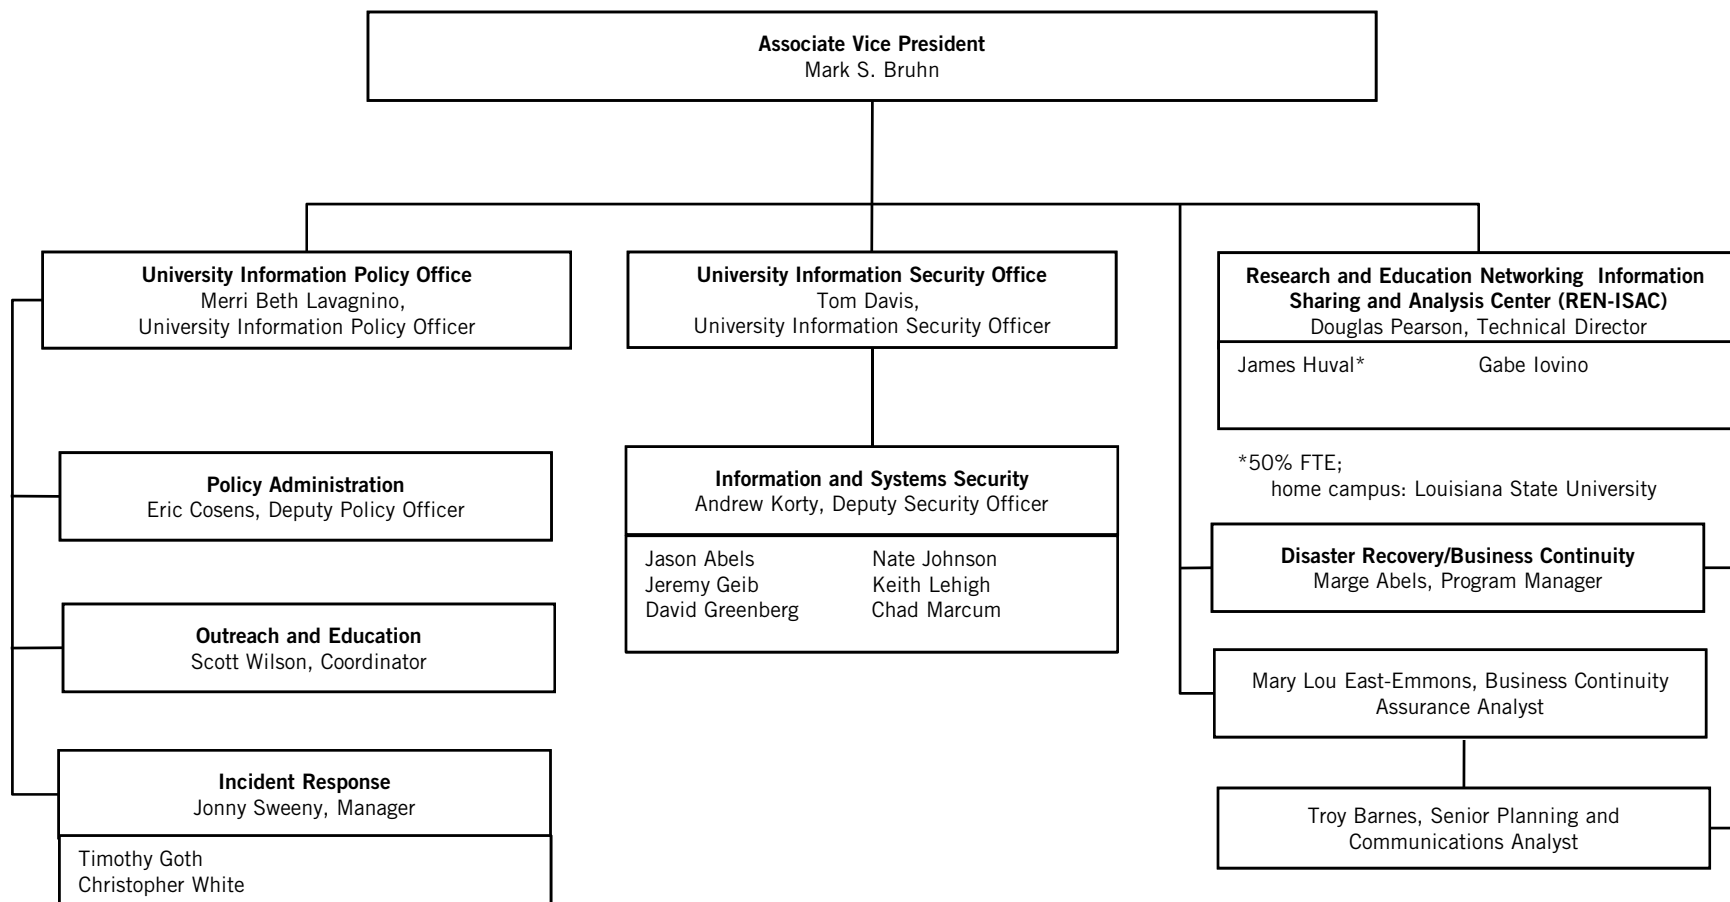 Associate Vice President
Mark S. Bruhn
University Information Policy Office
Merri Beth Lavagnino,
University Information Policy Officer
University Information Security Office
Tom Davis,
University Information Security Officer
Research and Education Networking Information
Sharing and Analysis Center (REN-ISAC)
Douglas Pearson, Technical Director
James Huval*
Gabe Iovino
*50% FTE;
home campus: Louisiana State University
Policy Administration
Eric Cosens, Deputy Policy Officer
Information and Systems Security
Andrew Korty, Deputy Security Officer
Jason Abels
Nate Johnson
Jeremy Geib
Keith Lehigh
David Greenberg
Chad Marcum
Disaster Recovery/Business Continuity
Marge Abels, Program Manager
Outreach and Education
Scott Wilson, Coordinator
Mary Lou East-Emmons, Business Continuity
Assurance Analyst
Incident Response
Jonny Sweeny, Manager
Timothy Goth
Christopher White
Troy Barnes, Senior Planning and
Communications Analyst